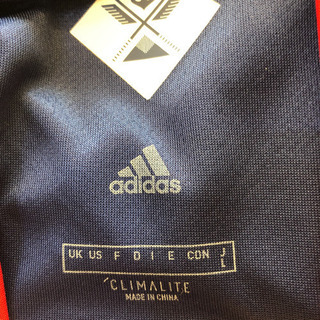 adidas
UK US F D I E CDN J
L
CLIMALITE
MADE IN CHINA